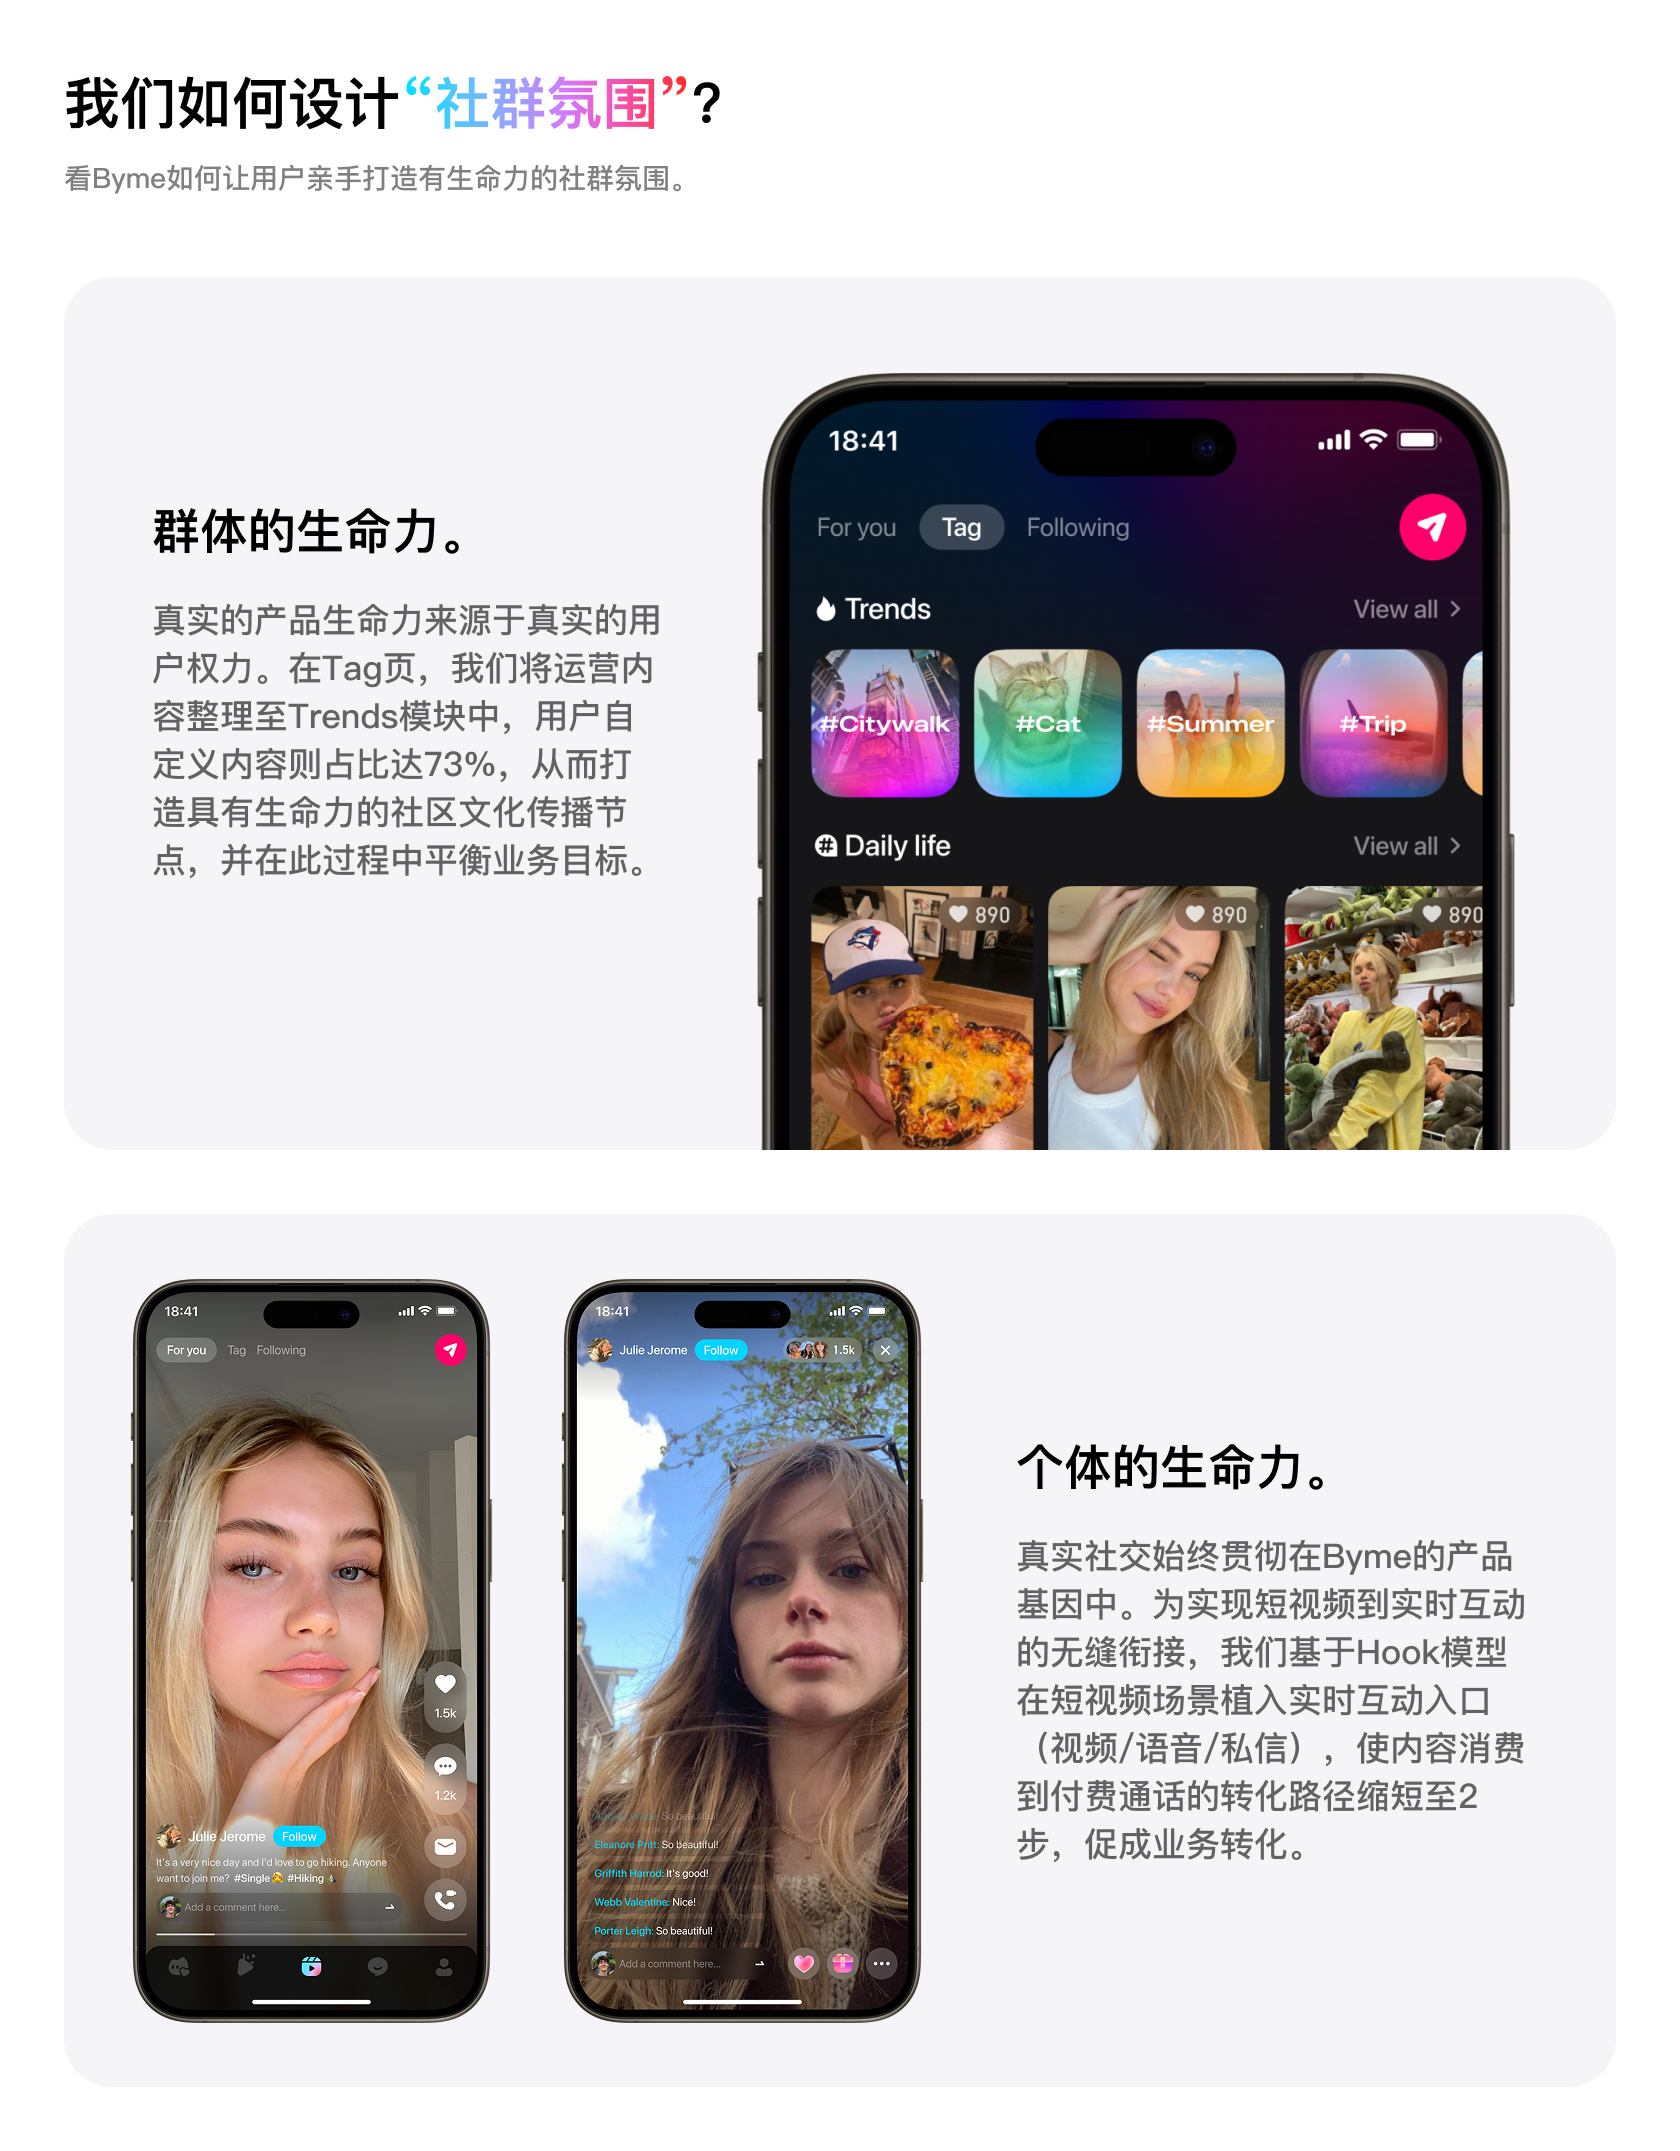 我们如何设计“社群氛围”?
看Byme如何让用户亲手打造有生命力的社群氛围。
群体的生命力。
真实的产品生命力来源于真实的用
户权力。在Tag页，我们将运营内
容整理至Trends模块中，用户自
定义内容则占比达73%，从而打
造具有生命力的社区文化传播节
点，并在此过程中平衡业务目标。
18:41
For you Tag Following
Trends View all >
#Citywalk #Cat #Summer #Trip
# Daily life View all >
890 890 890
18:41
For you Tag Following
1.5k
1.2k
Julie Jerome Follow
It's a very nice day and I'd love to go hiking. Anyone
want to join me? #Single #Hiking
Add a comment here...
18:41
Julie Jerome Follow 1.5k
So beautiful!
Eleanore Pritt: So beautiful!
Griffith Harrod: It's good!
Webb Valentine: Nice!
Porter Leigh: So beautiful!
Add a comment here...
个体的生命力。
真实社交始终贯彻在Byme的产品
基因中。为实现短视频到实时互动
的无缝衔接，我们基于Hook模型
在短视频场景植入实时互动入口
（视频/语音/私信），使内容消费
到付费通话的转化路径缩短至2
步，促成业务转化。